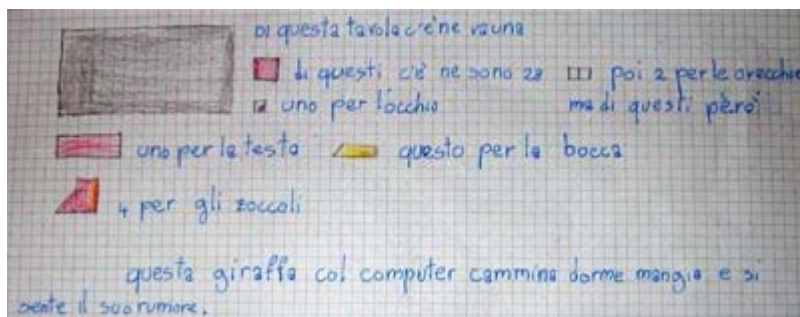 Di questa tavola c'e'ne va una
di questi c'e' ne sono 28
poi 2 per le orecchie
uno per l'occhio
ma di questi però
uno per la testa
questo per la bocca
4 per gli zoccoli
questa giraffa col computer cammina dorme mangia e si
sente il suo rumore.